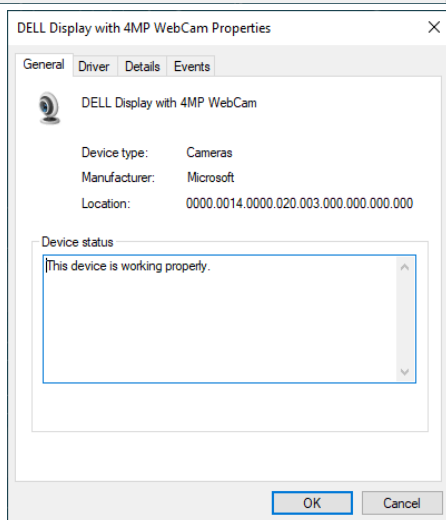 DELL Display with 4MP WebCam Properties
General Driver Details Events
DELL Display with 4MP WebCam
Device type: Cameras
Manufacturer: Microsoft
Location: 0000.0014.0000.020.003.000.000.000.000
Device status
This device is working properly.
OK Cancel